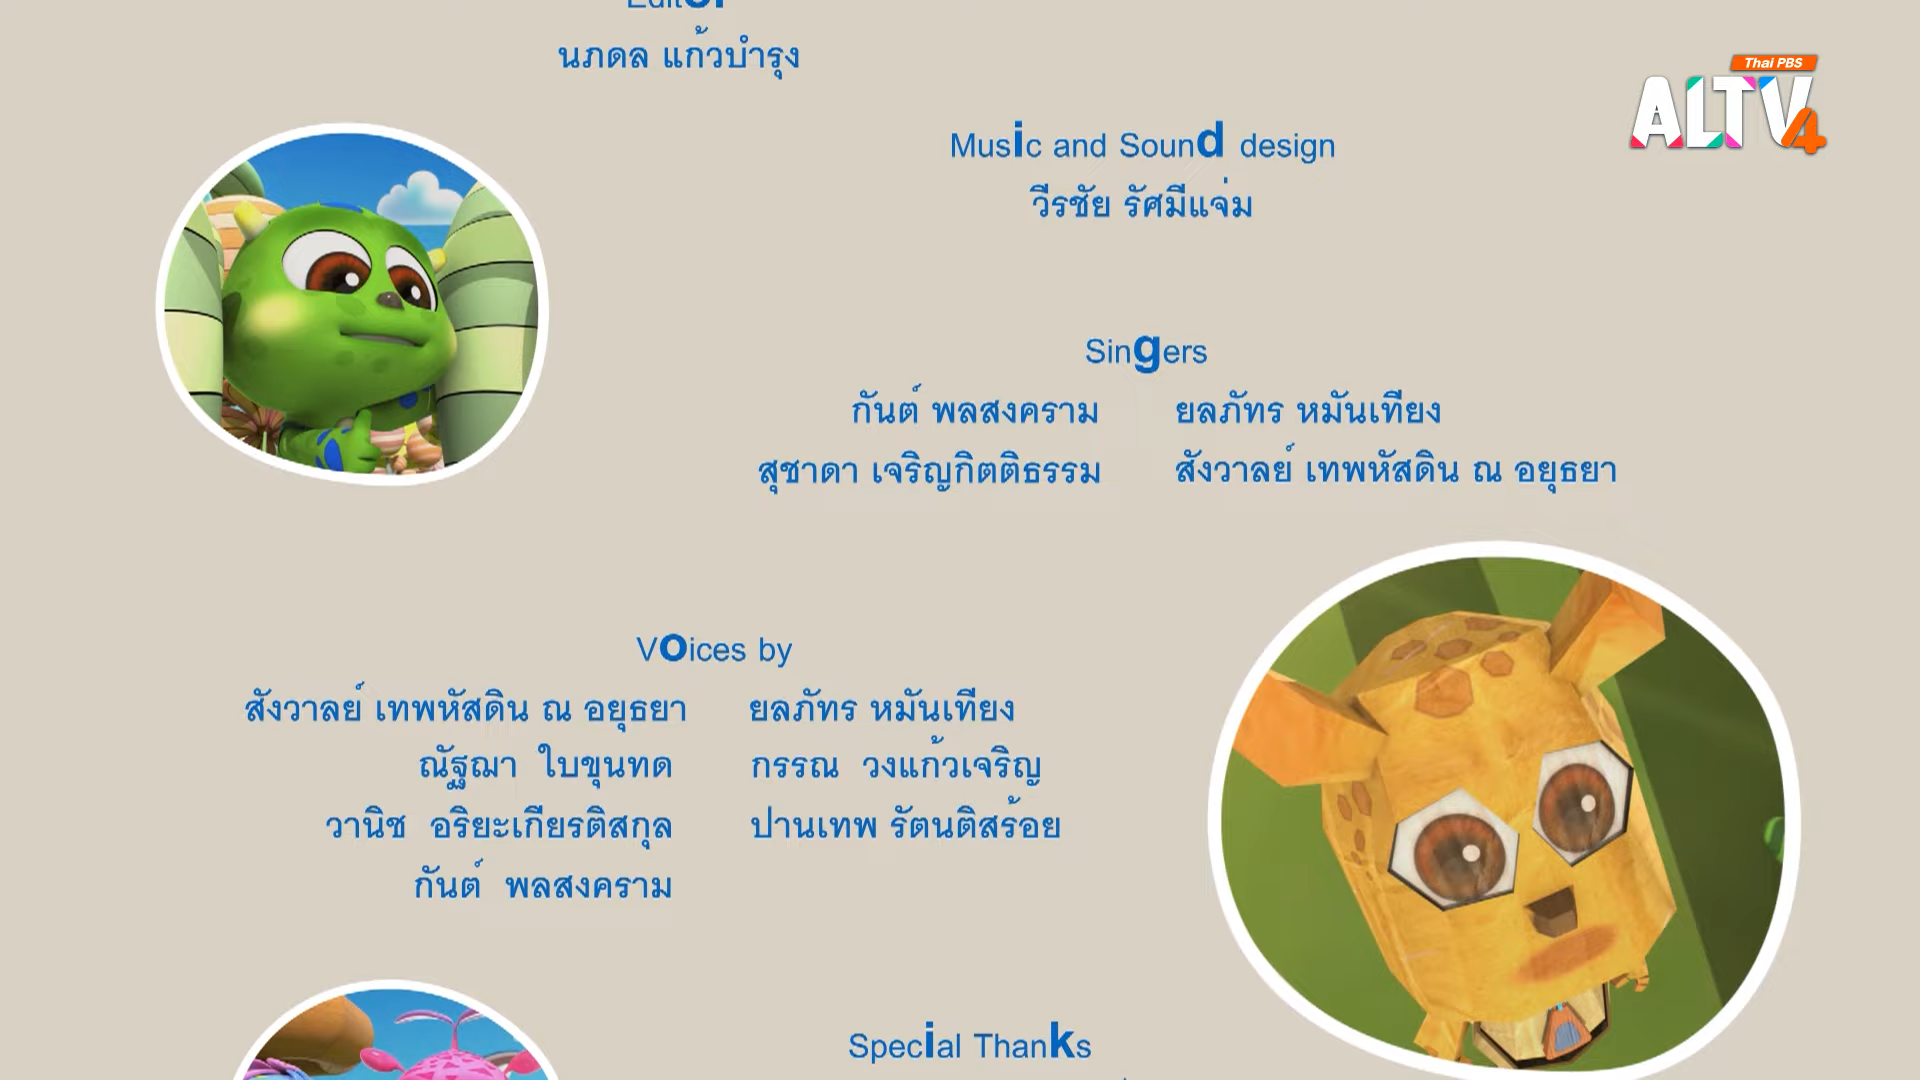 Editor
นภดล แก้วบำรุง
Thai PBS
ALTV4
Music and Sound design
วีรชัย รัศมีแจ่ม
Singers
กันต์ พลสงคราม ยลภัทร หมันเทียง
สุชาดา เจริญกิตติธรรม สังวาลย์ เทพหัสดิน ณ อยุธยา
Voices by
สังวาลย์ เทพหัสดิน ณ อยุธยา ยลภัทร หมันเทียง
ณัฐฌา ใบขุนทด กรรณ วงแก้วเจริญ
วานิช อริยะเกียรติสกุล ปานเทพ รัตนติสร้อย
กันต์ พลสงคราม
Special Thanks